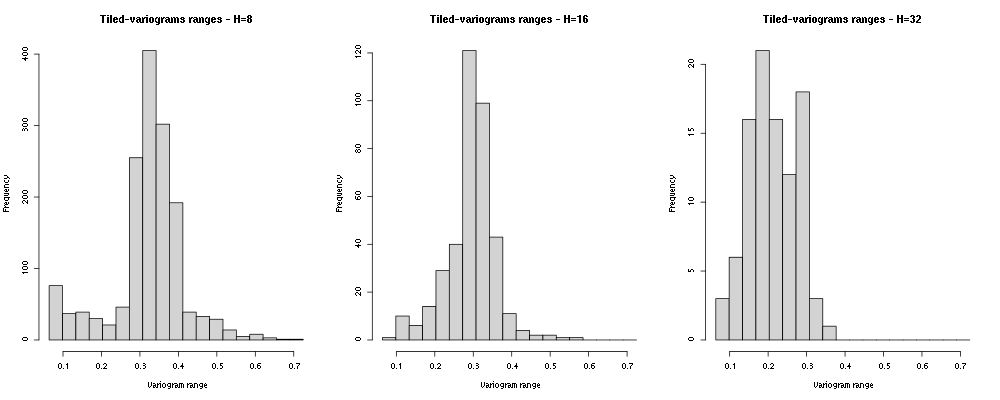 Tiled-variograms ranges - H=8
Frequency
400
300
200
100
0
0.1 0.2 0.3 0.4 0.5 0.6 0.7
Variogram range
Tiled-variograms ranges - H=16
Frequency
120
100
80
60
40
20
0
0.1 0.2 0.3 0.4 0.5 0.6 0.7
Variogram range
Tiled-variograms ranges - H=32
Frequency
20
15
10
5
0
0.1 0.2 0.3 0.4 0.5 0.6 0.7
Variogram range